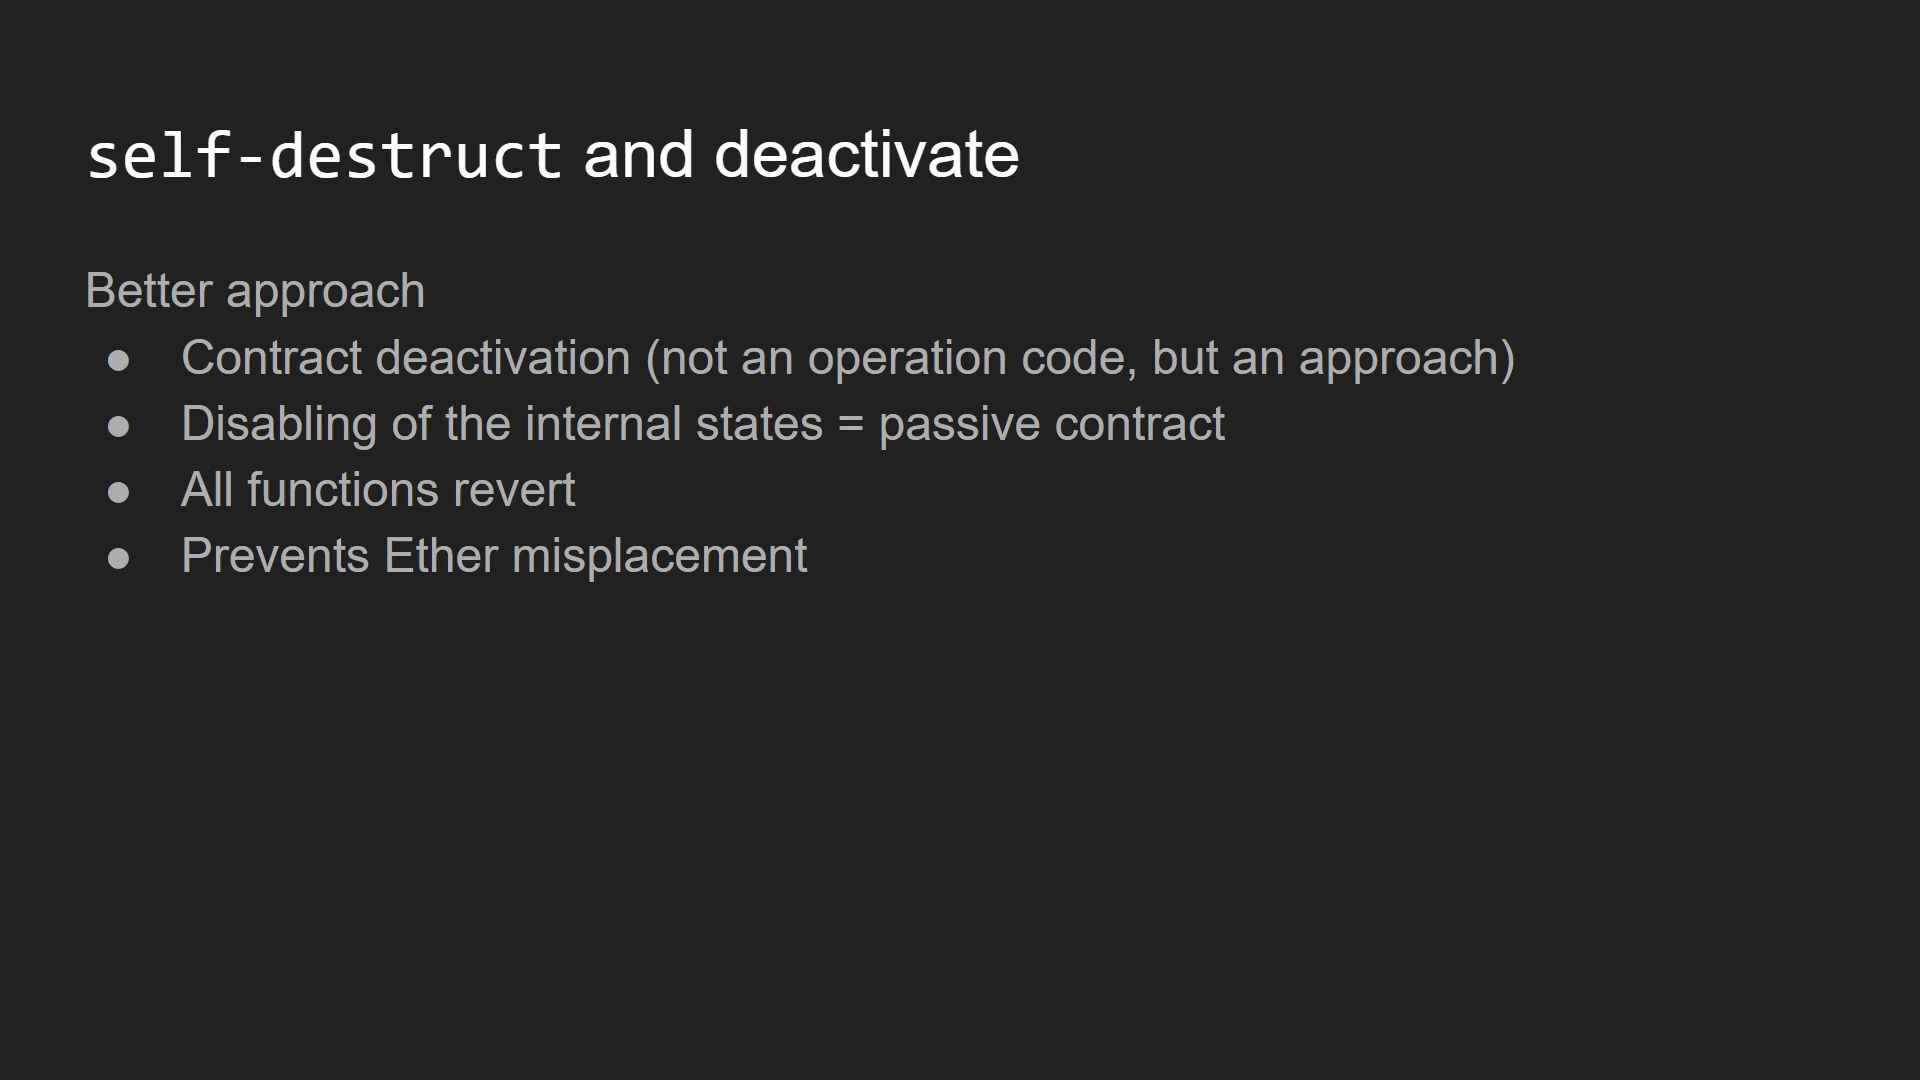 self-destruct and deactivate
Better approach
● Contract deactivation (not an operation code, but an approach)
● Disabling of the internal states = passive contract
● All functions revert
● Prevents Ether misplacement